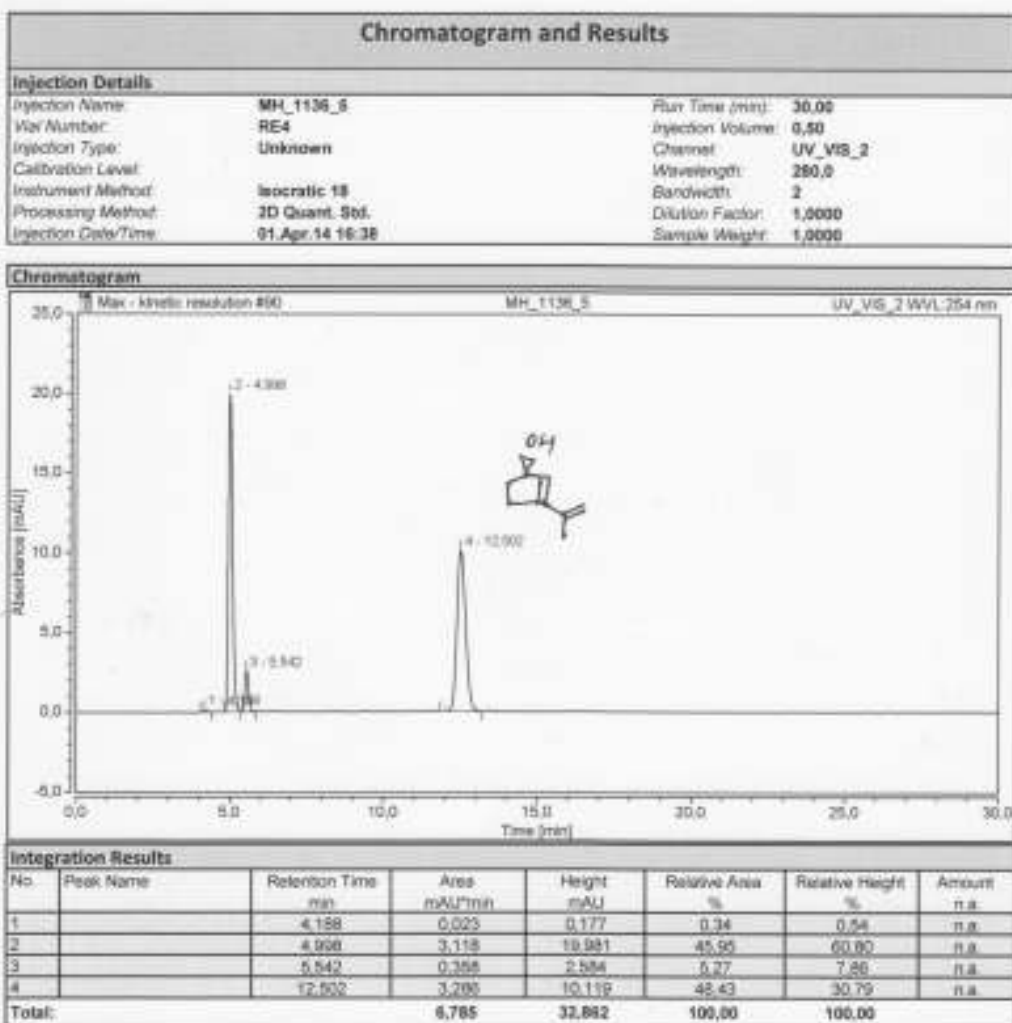 Chromatogram and Results
Injection Details
Injection Name: MH_1136_5 Run Time (min): 30,00
Vial Number: RE4 Injection Volume: 0,50
Injection Type: Unknown Channel: UV_VIS_2
Calibration Level: Wavelength: 280,0
Instrument Method: Isocratic 18 Bandwidth: 2
Processing Method: 2D Quant. Std. Dilution Factor: 1,0000
Injection Date/Time: 01.Apr.14 16:38 Sample Weight: 1,0000
Chromatogram
Max - kinetic resolution #90 MH_1136_5 UV_VIS_2 WVL:254 nm
25,0
20,0
15,0
10,0
5,0
0,0
-5,0
Absorbance [mAU]
2 - 4.998
OH
4 - 12.502
3 - 5.542
0,0 5,0 10,0 15,0 20,0 25,0 30,0
Time [min]
Integration Results
No. Peak Name Retention Time Area Height Relative Area Relative Height Amount
min mAU*min mAU % % n.a.
1 4,188 0,023 0,177 0,34 0,54 n.a.
2 4,998 3,118 19,981 45,95 60,80 n.a.
3 5,542 0,358 2,584 5,27 7,86 n.a.
4 12,502 3,286 10,119 48,43 30,79 n.a.
Total: 6,785 32,862 100,00 100,00